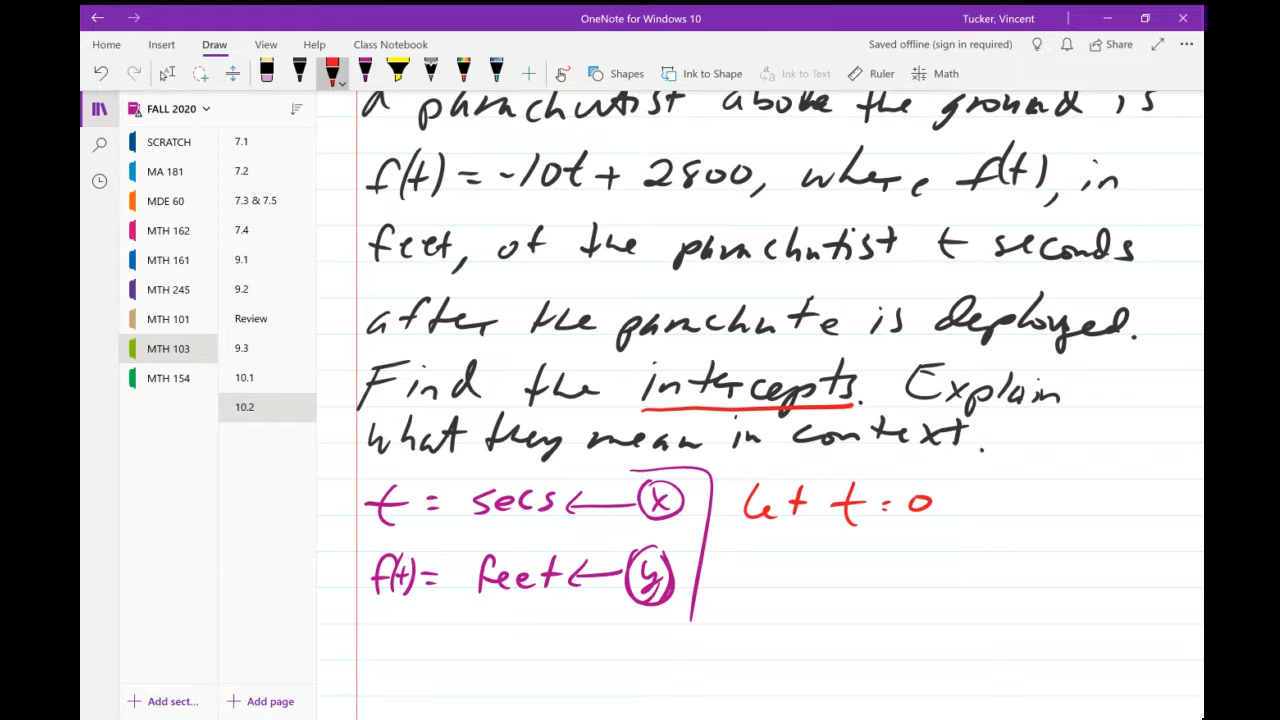 OneNote for Windows 10
Tucker, Vincent
Home Insert Draw View Help Class Notebook
Saved offline (sign in required)
Share
Shapes
Ink to Shape
Ink to Text
Ruler
Math
FALL 2020
SCRATCH
MA 181
MDE 60
MTH 162
MTH 161
MTH 245
MTH 101
MTH 103
MTH 154
7.1
7.2
7.3 & 7.5
7.4
9.1
9.2
Review
9.3
10.1
10.2
Add sect...
Add page
a parachutist above the ground is
f(t) = -10t + 2800, where f(t), in
feet, of the parachutist t seconds
after the parachute is deployed.
Find the intercepts. Explain
what they mean in context.
t = secs ← x
let t = 0
f(t) = feet ← y